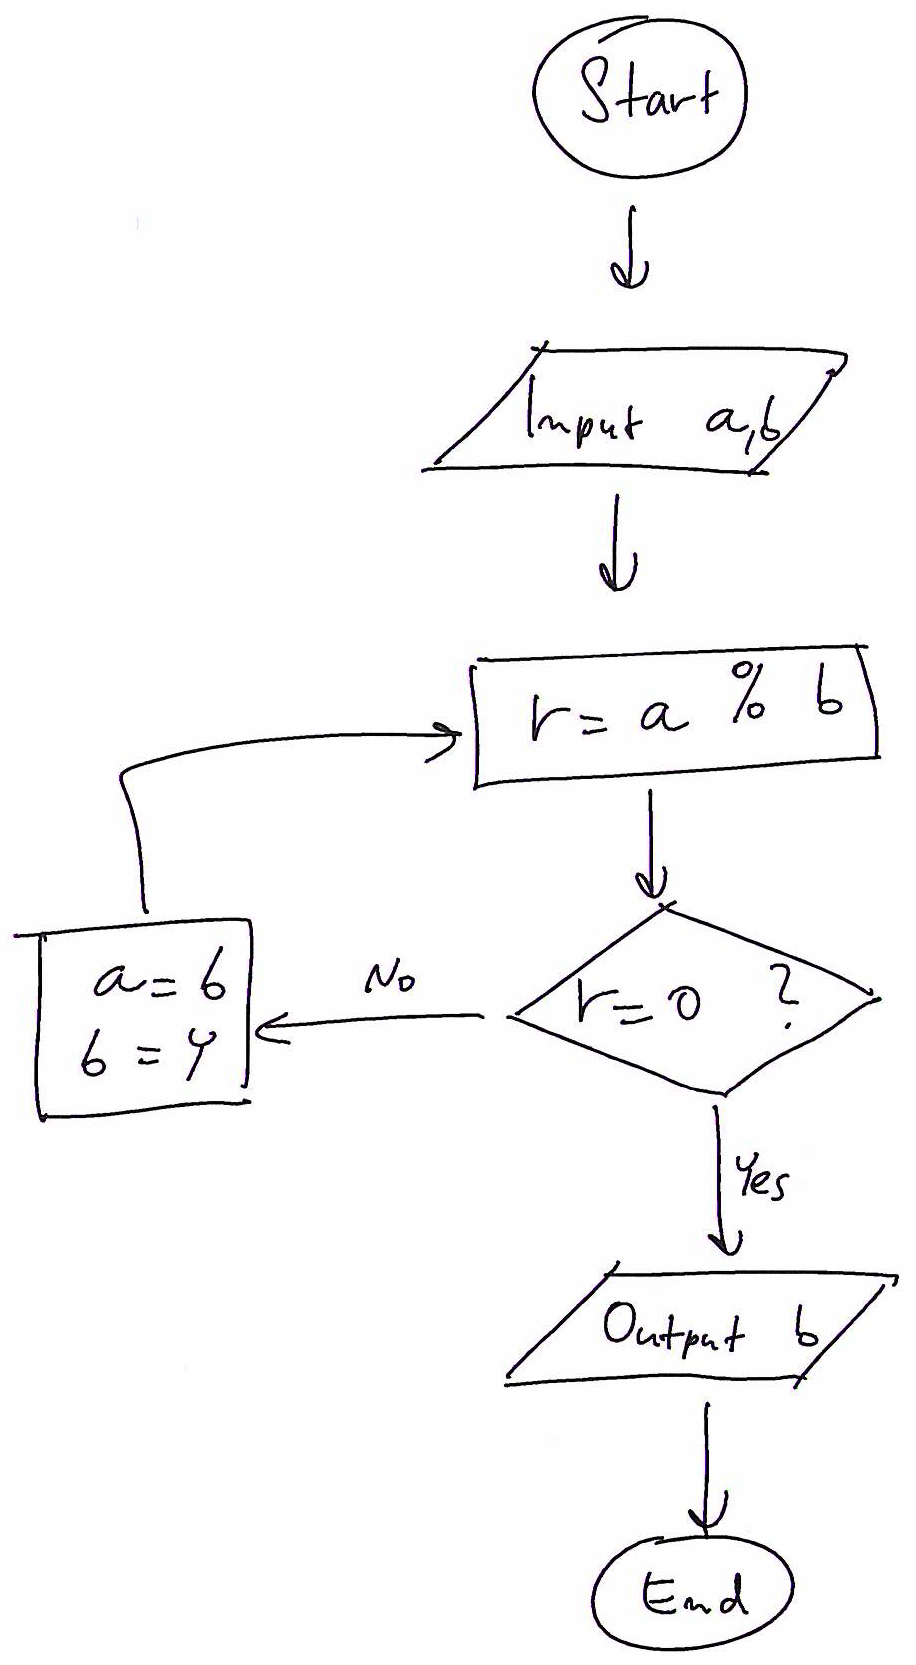 Start
Input a,b
r = a % b
r = 0 ?
No
a = b
b = y
Yes
Output b
End